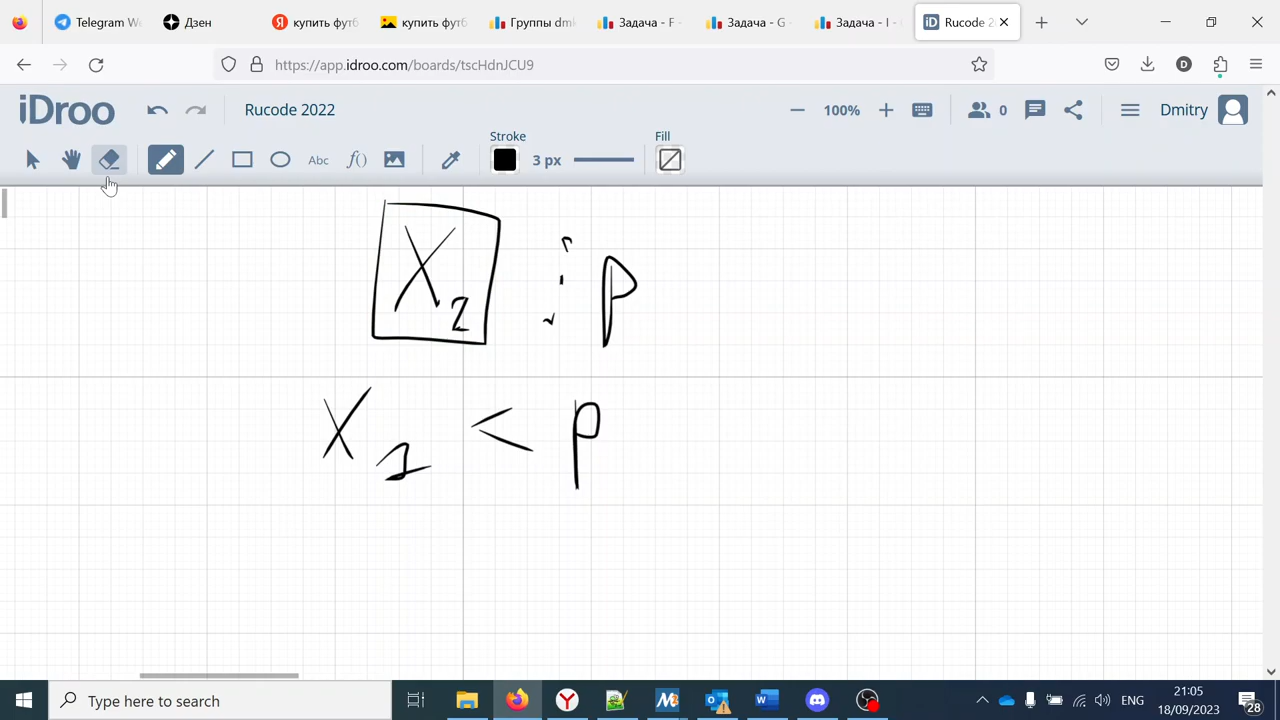 Telegram We
Дзен
купить футб
купить футб
Группы dmi
Задача - F -
Задача - G -
Задача - I -
Rucode 2
https://app.idroo.com/boards/tscHdnJCU9
iDroo
Rucode 2022
100%
0
Dmitry
Stroke
Fill
Abc
f()
3 px
X₂ ⋮ p
X₁ < p
Type here to search
ENG
21:05
18/09/2023
28